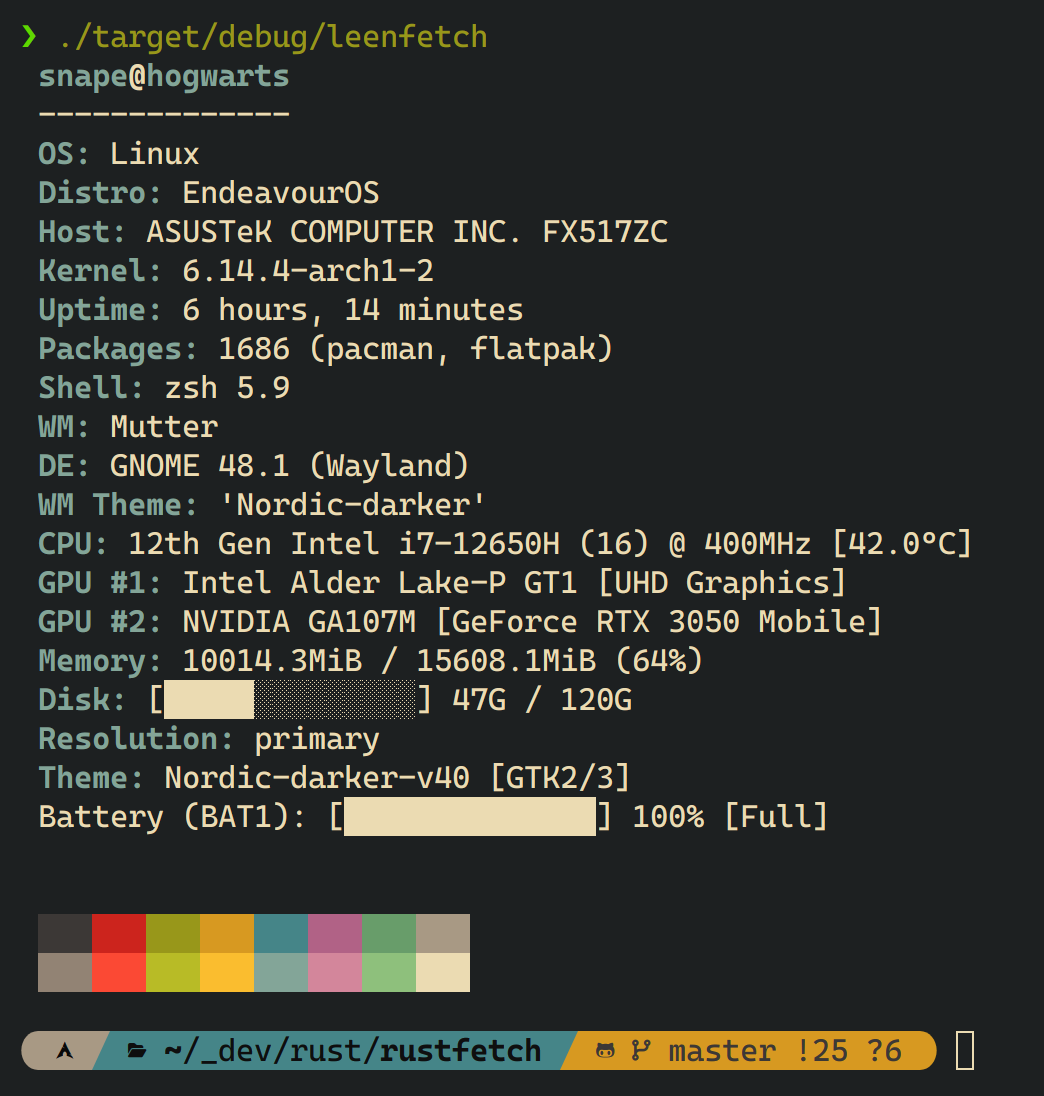 ❯ ./target/debug/leenfetch
snape@hogwarts
--------------
OS: Linux
Distro: EndeavourOS
Host: ASUSTeK COMPUTER INC. FX517ZC
Kernel: 6.14.4-arch1-2
Uptime: 6 hours, 14 minutes
Packages: 1686 (pacman, flatpak)
Shell: zsh 5.9
WM: Mutter
DE: GNOME 48.1 (Wayland)
WM Theme: 'Nordic-darker'
CPU: 12th Gen Intel i7-12650H (16) @ 400MHz [42.0°C]
GPU #1: Intel Alder Lake-P GT1 [UHD Graphics]
GPU #2: NVIDIA GA107M [GeForce RTX 3050 Mobile]
Memory: 10014.3MiB / 15608.1MiB (64%)
Disk: [█████░░░░░░░░░] 47G / 120G
Resolution: primary
Theme: Nordic-darker-v40 [GTK2/3]
Battery (BAT1): [██████████████] 100% [Full]
~/_dev/rust/rustfetch master !25 ?6